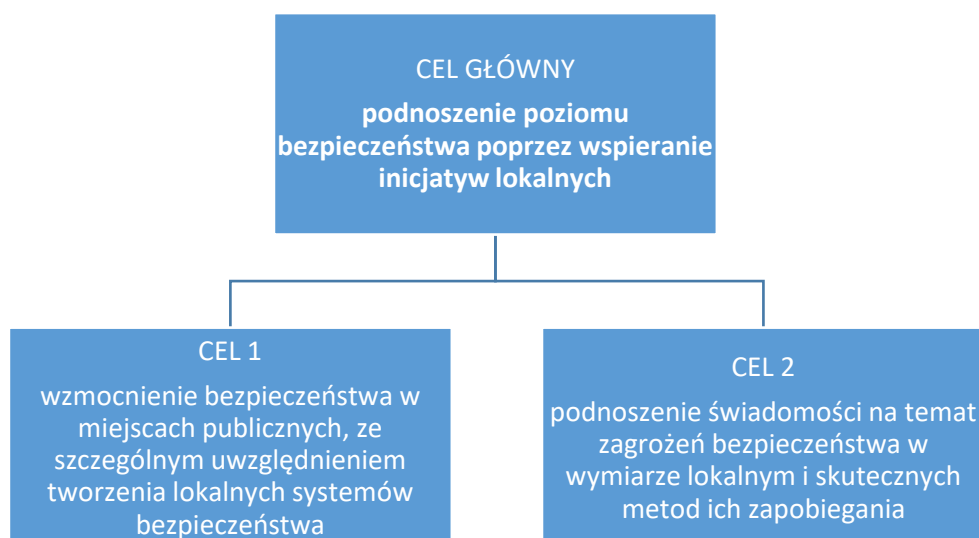 CEL GŁÓWNY
podnoszenie poziomu
bezpieczeństwa poprzez wspieranie
inicjatyw lokalnych
CEL 1
wzmocnienie bezpieczeństwa w
miejscach publicznych, ze
szczególnym uwzględnieniem
tworzenia lokalnych systemów
bezpieczeństwa
CEL 2
podnoszenie świadomości na temat
zagrożeń bezpieczeństwa w
wymiarze lokalnym i skutecznych
metod ich zapobiegania